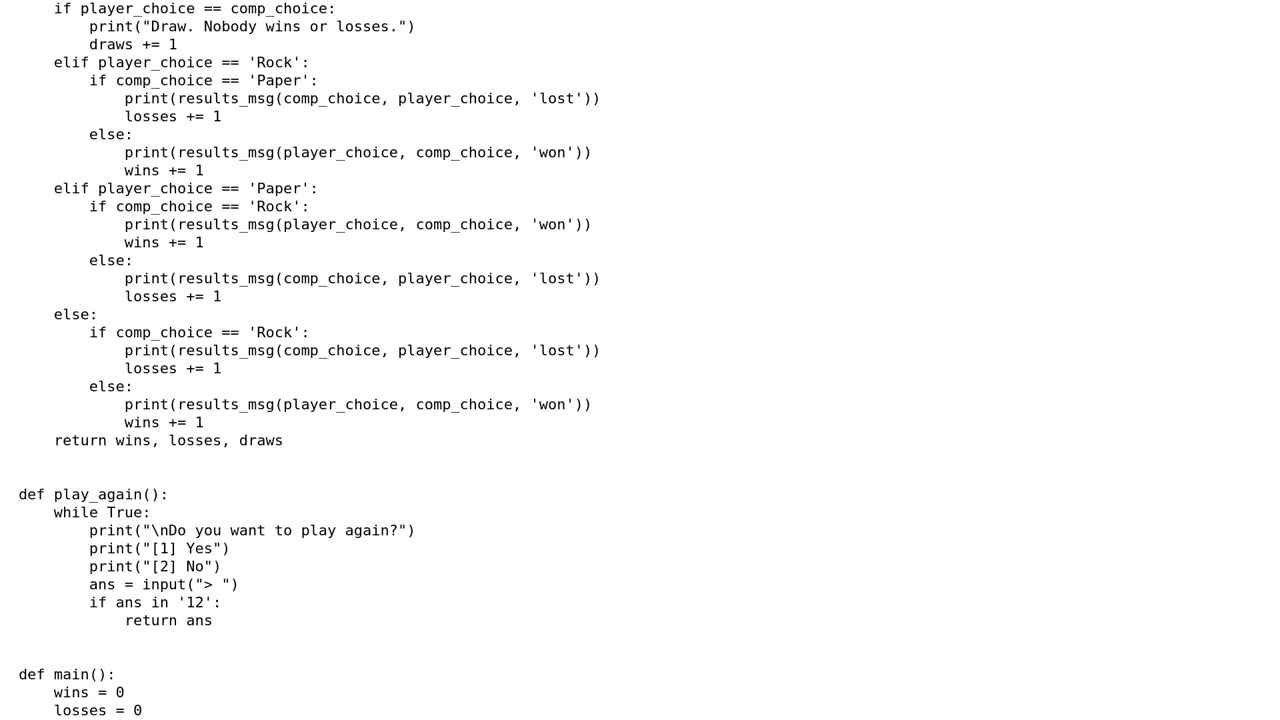 if player_choice == comp_choice:
        print("Draw. Nobody wins or losses.")
        draws += 1
    elif player_choice == 'Rock':
        if comp_choice == 'Paper':
            print(results_msg(comp_choice, player_choice, 'lost'))
            losses += 1
        else:
            print(results_msg(player_choice, comp_choice, 'won'))
            wins += 1
    elif player_choice == 'Paper':
        if comp_choice == 'Rock':
            print(results_msg(player_choice, comp_choice, 'won'))
            wins += 1
        else:
            print(results_msg(comp_choice, player_choice, 'lost'))
            losses += 1
    else:
        if comp_choice == 'Rock':
            print(results_msg(comp_choice, player_choice, 'lost'))
            losses += 1
        else:
            print(results_msg(player_choice, comp_choice, 'won'))
            wins += 1
    return wins, losses, draws


def play_again():
    while True:
        print("\nDo you want to play again?")
        print("[1] Yes")
        print("[2] No")
        ans = input("> ")
        if ans in '12':
            return ans


def main():
    wins = 0
    losses = 0